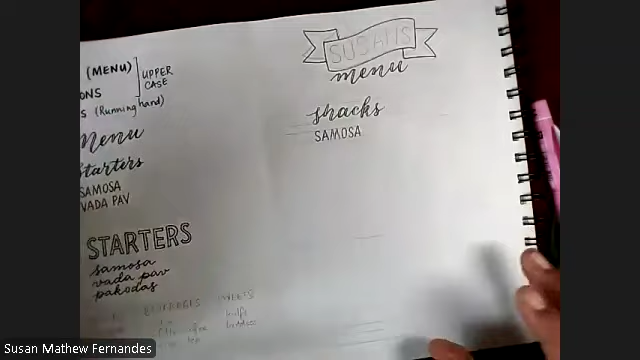 (MENU)
UPPER
CASE
ONS
S (Running hand)
Menu
Starters
SAMOSA
VADA PAV
STARTERS
samosa
vada pav
pakodas
SWEETS
SUSAN'S
menu
snacks
SAMOSA
Susan Mathew Fernandes